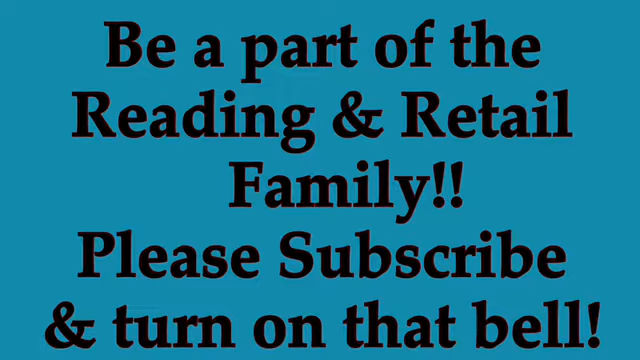 Be a part of the
Reading & Retail
Family!!
Please Subscribe
& turn on that bell!